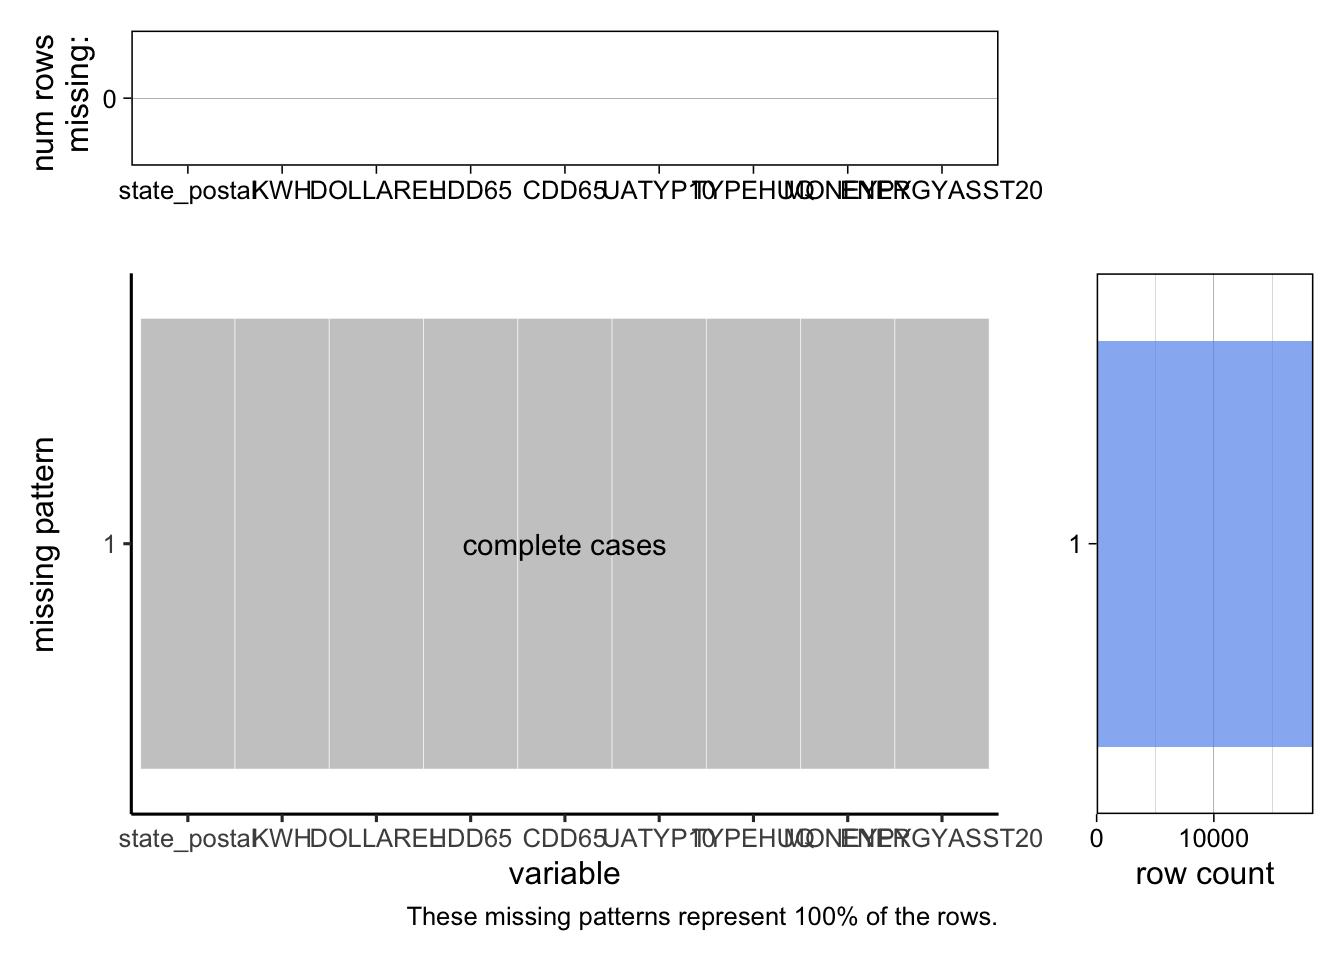 num rows
missing:
0
state_postal KWH DOLLAREL HDD65 CDD65 UATYP10 TYPEHUQ MONEYPY ENERGYASST20
missing pattern
1
complete cases
1
state_postal KWH DOLLAREL HDD65 CDD65 UATYP10 TYPEHUQ MONEYPY ENERGYASST20
0 10000
variable
row count
These missing patterns represent 100% of the rows.